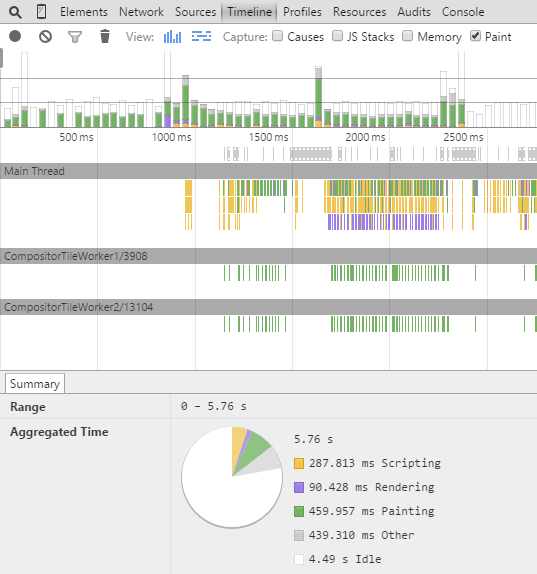 Elements Network Sources Timeline Profiles Resources Audits Console
View: Capture: Causes JS Stacks Memory Paint
500 ms 1000 ms 1500 ms 2000 ms 2500 ms
Main Thread
CompositorTileWorker1/3908
CompositorTileWorker2/13104
Summary
Range 0 – 5.76 s
Aggregated Time
5.76 s
287.813 ms Scripting
90.428 ms Rendering
459.957 ms Painting
439.310 ms Other
4.49 s Idle